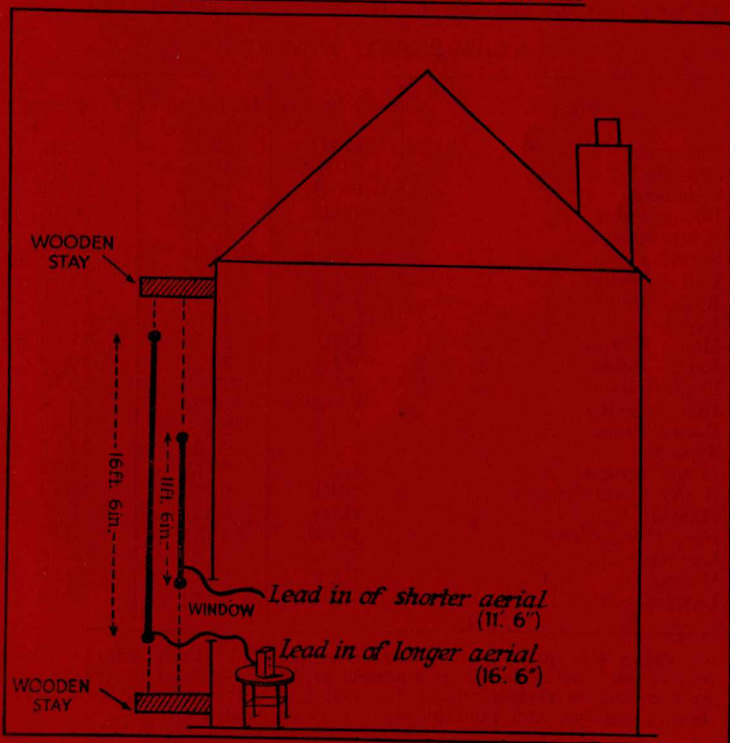 WOODEN
STAY
16ft. 6in.
11ft. 6in.
Lead in of shorter aerial
WINDOW
(11'. 6")
Lead in of longer aerial
(16'. 6")
WOODEN
STAY